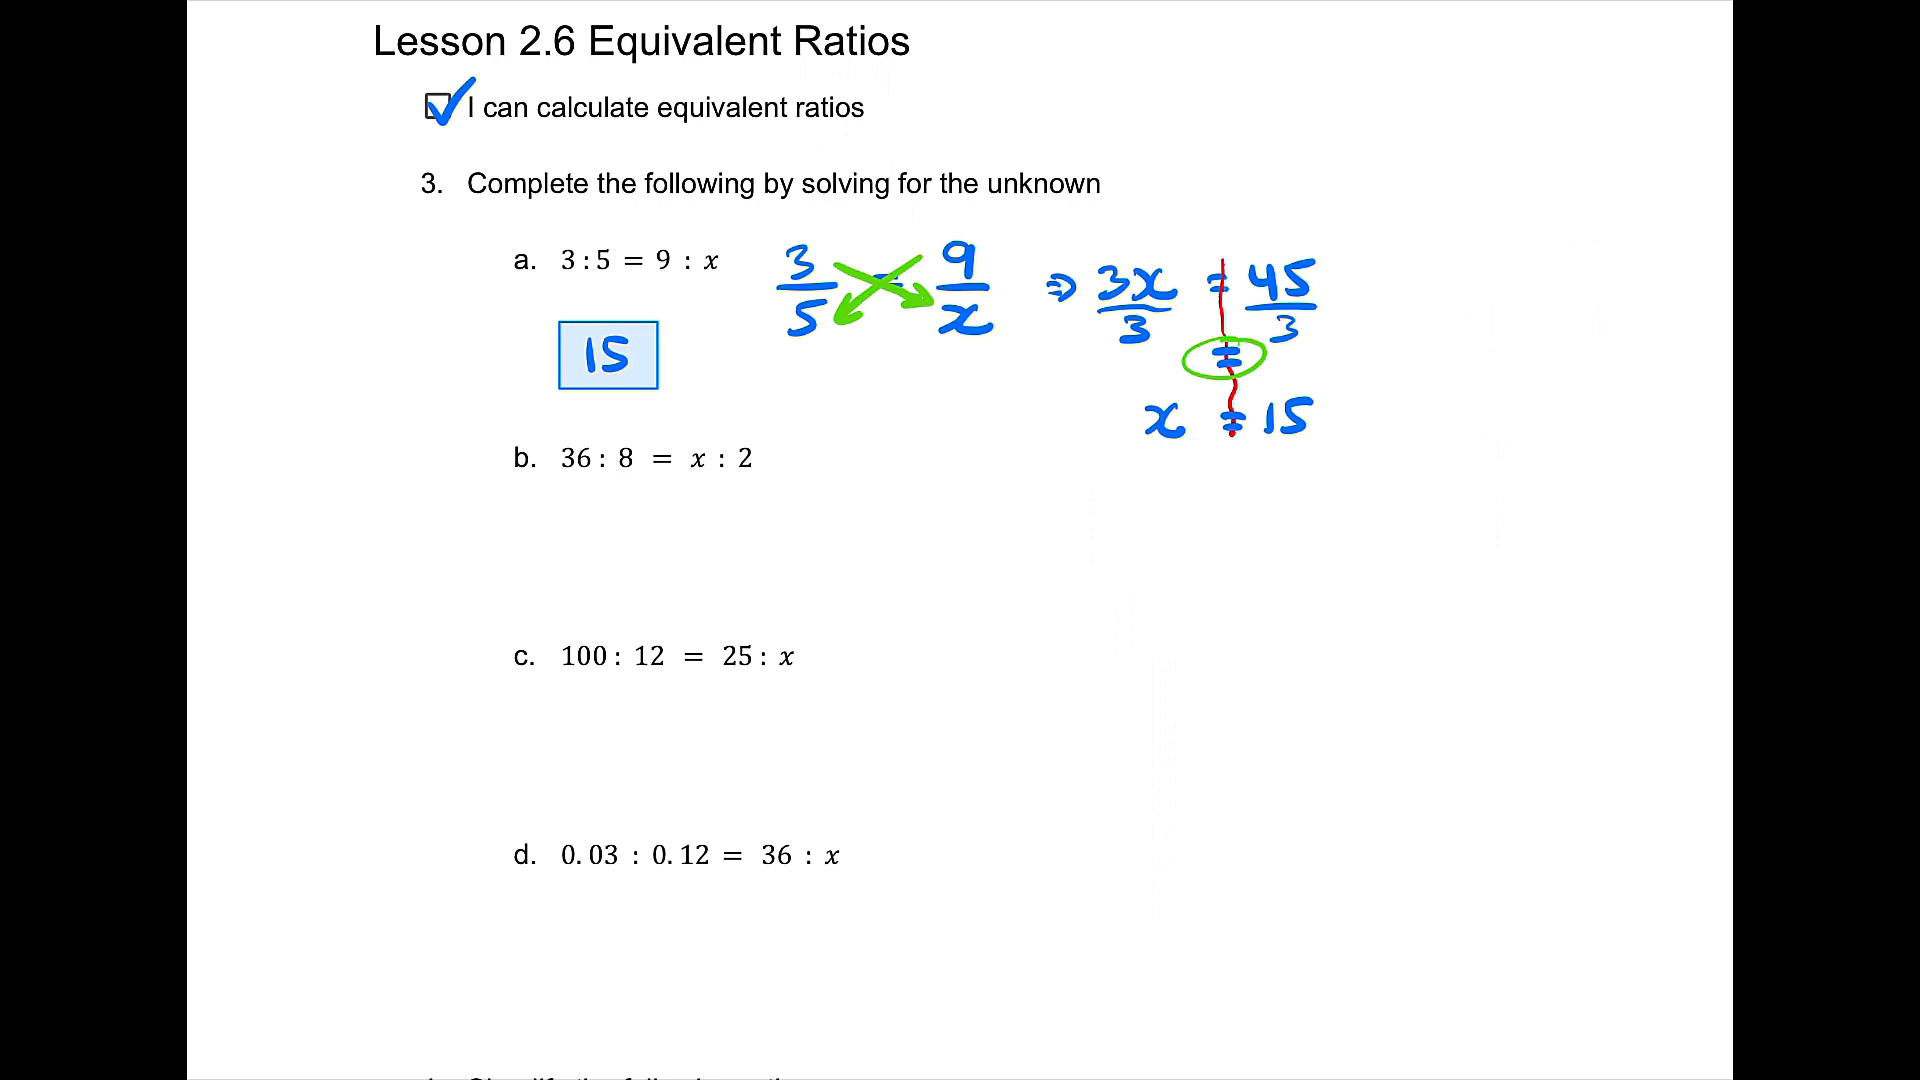 Lesson 2.6 Equivalent Ratios
I can calculate equivalent ratios
3. Complete the following by solving for the unknown
a. 3 : 5 = 9 : x
3/5 = 9/x ⇒ 3x/3 = 45/3
=
15
x = 15
b. 36 : 8 = x : 2
c. 100 : 12 = 25 : x
d. 0.03 : 0.12 = 36 : x